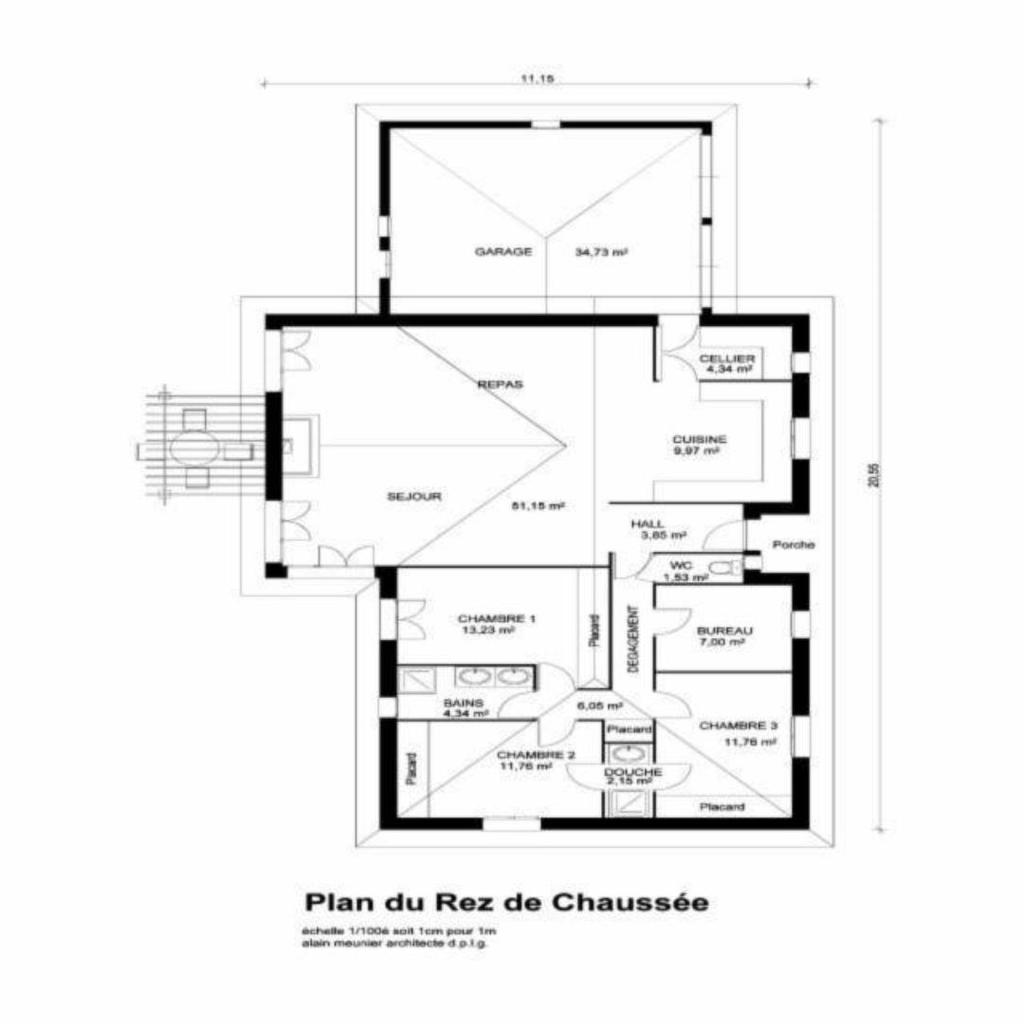 11,15
GARAGE 34,73 m²
20,55
CELLIER
4,34 m²
REPAS
CUISINE
9,97 m²
SEJOUR
51,15 m²
HALL
3,85 m²
Porche
WC
1,53 m²
CHAMBRE 1
13,23 m²
Placard
DEGAGEMENT
BUREAU
7,00 m²
BAINS
4,34 m²
6,05 m²
CHAMBRE 3
11,76 m²
Placard
CHAMBRE 2
11,76 m²
Placard
DOUCHE
2,15 m²
Placard
Plan du Rez de Chaussée
échelle 1/100è soit 1cm pour 1m
alain meunier architecte d.p.l.g.